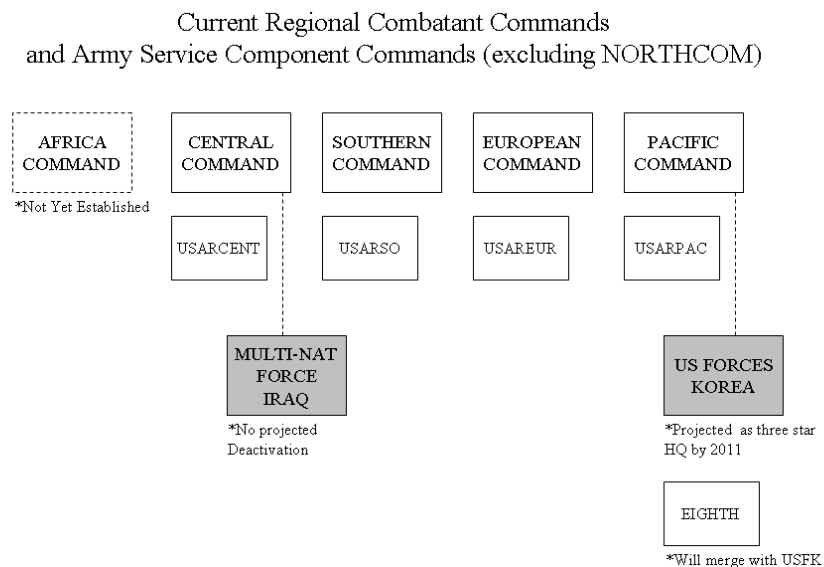 Current Regional Combatant Commands
and Army Service Component Commands (excluding NORTHCOM)
AFRICA
COMMAND
*Not Yet Established
CENTRAL
COMMAND
SOUTHERN
COMMAND
EUROPEAN
COMMAND
PACIFIC
COMMAND
USARCENT
USARSO
USAREUR
USARPAC
MULTI-NAT
FORCE
IRAQ
*No projected
Deactivation
US FORCES
KOREA
*Projected as three star
HQ by 2011
EIGHTH
*Will merge with USFK